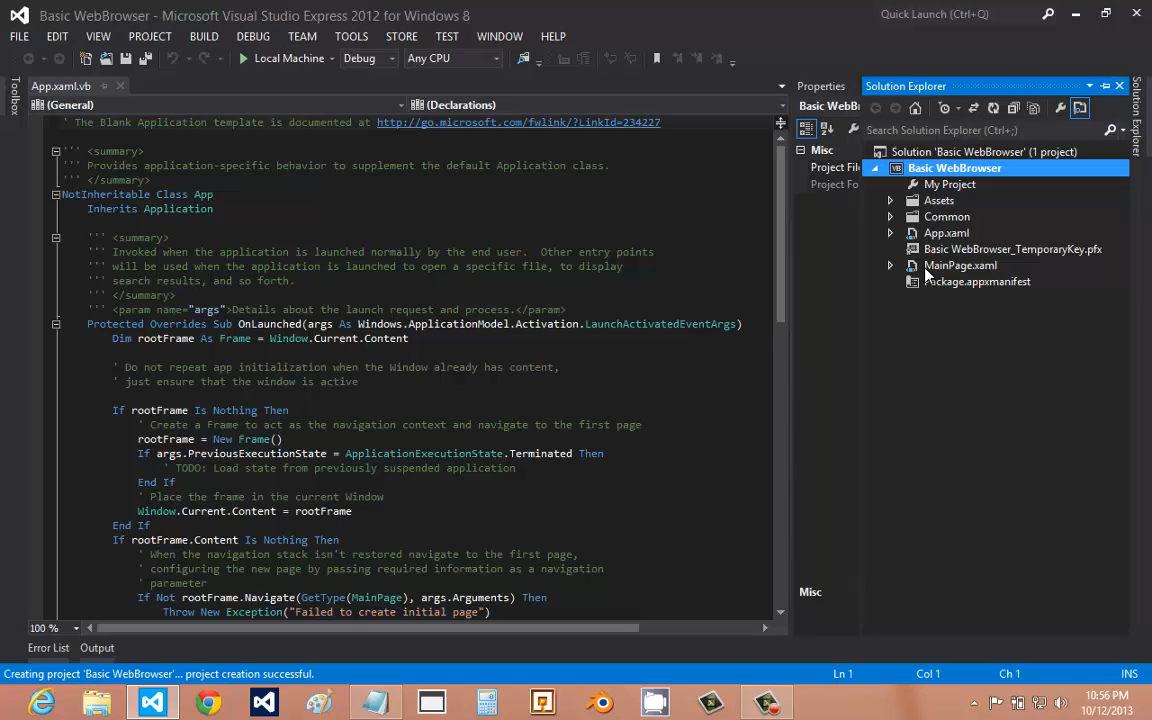 Basic WebBrowser - Microsoft Visual Studio Express 2012 for Windows 8
Quick Launch (Ctrl+Q)
FILE EDIT VIEW PROJECT BUILD DEBUG TEAM TOOLS STORE TEST WINDOW HELP
Local Machine Debug Any CPU
Toolbox
App.xaml.vb
(General) (Declarations)
' The Blank Application template is documented at http://go.microsoft.com/fwlink/?LinkId=234227
''' <summary>
''' Provides application-specific behavior to supplement the default Application class.
''' </summary>
NotInheritable Class App
Inherits Application
''' <summary>
''' Invoked when the application is launched normally by the end user.  Other entry points
''' will be used when the application is launched to open a specific file, to display
''' search results, and so forth.
''' </summary>
''' <param name="args">Details about the launch request and process.</param>
Protected Overrides Sub OnLaunched(args As Windows.ApplicationModel.Activation.LaunchActivatedEventArgs)
Dim rootFrame As Frame = Window.Current.Content
' Do not repeat app initialization when the Window already has content,
' just ensure that the window is active
If rootFrame Is Nothing Then
' Create a Frame to act as the navigation context and navigate to the first page
rootFrame = New Frame()
If args.PreviousExecutionState = ApplicationExecutionState.Terminated Then
' TODO: Load state from previously suspended application
End If
' Place the frame in the current Window
Window.Current.Content = rootFrame
End If
If rootFrame.Content Is Nothing Then
' When the navigation stack isn't restored navigate to the first page,
' configuring the new page by passing required information as a navigation
' parameter
If Not rootFrame.Navigate(GetType(MainPage), args.Arguments) Then
Throw New Exception("Failed to create initial page")
100 %
Properties
Basic WebBr
Misc
Project Fil
Project Fo
Misc
Solution Explorer
Search Solution Explorer (Ctrl+;)
Solution 'Basic WebBrowser' (1 project)
VB Basic WebBrowser
My Project
Assets
Common
App.xaml
Basic WebBrowser_TemporaryKey.pfx
MainPage.xaml
ackage.appxmanifest
Solution Explorer
Error List Output
Creating project 'Basic WebBrowser'... project creation successful.
Ln 1 Col 1 Ch 1 INS
10:56 PM
10/12/2013